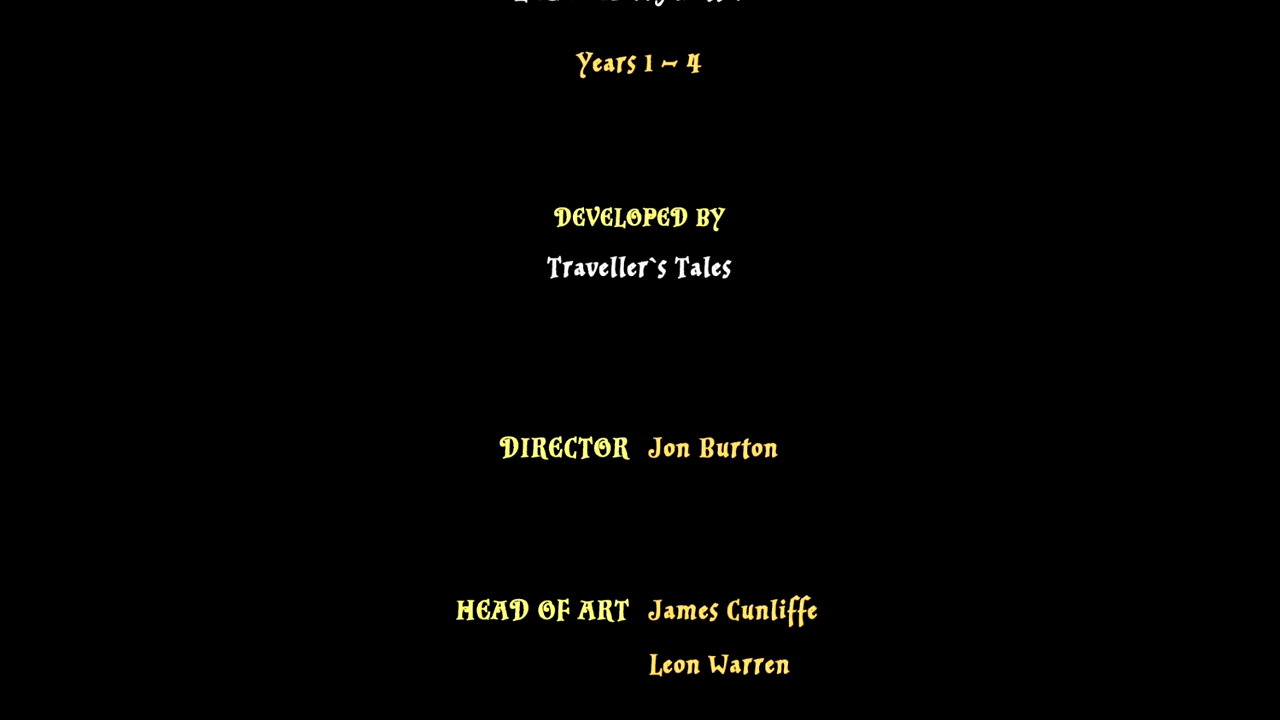 Years 1 – 4
DEVELOPED BY
Traveller`s Tales
DIRECTOR Jon Burton
HEAD OF ART James Cunliffe
Leon Warren